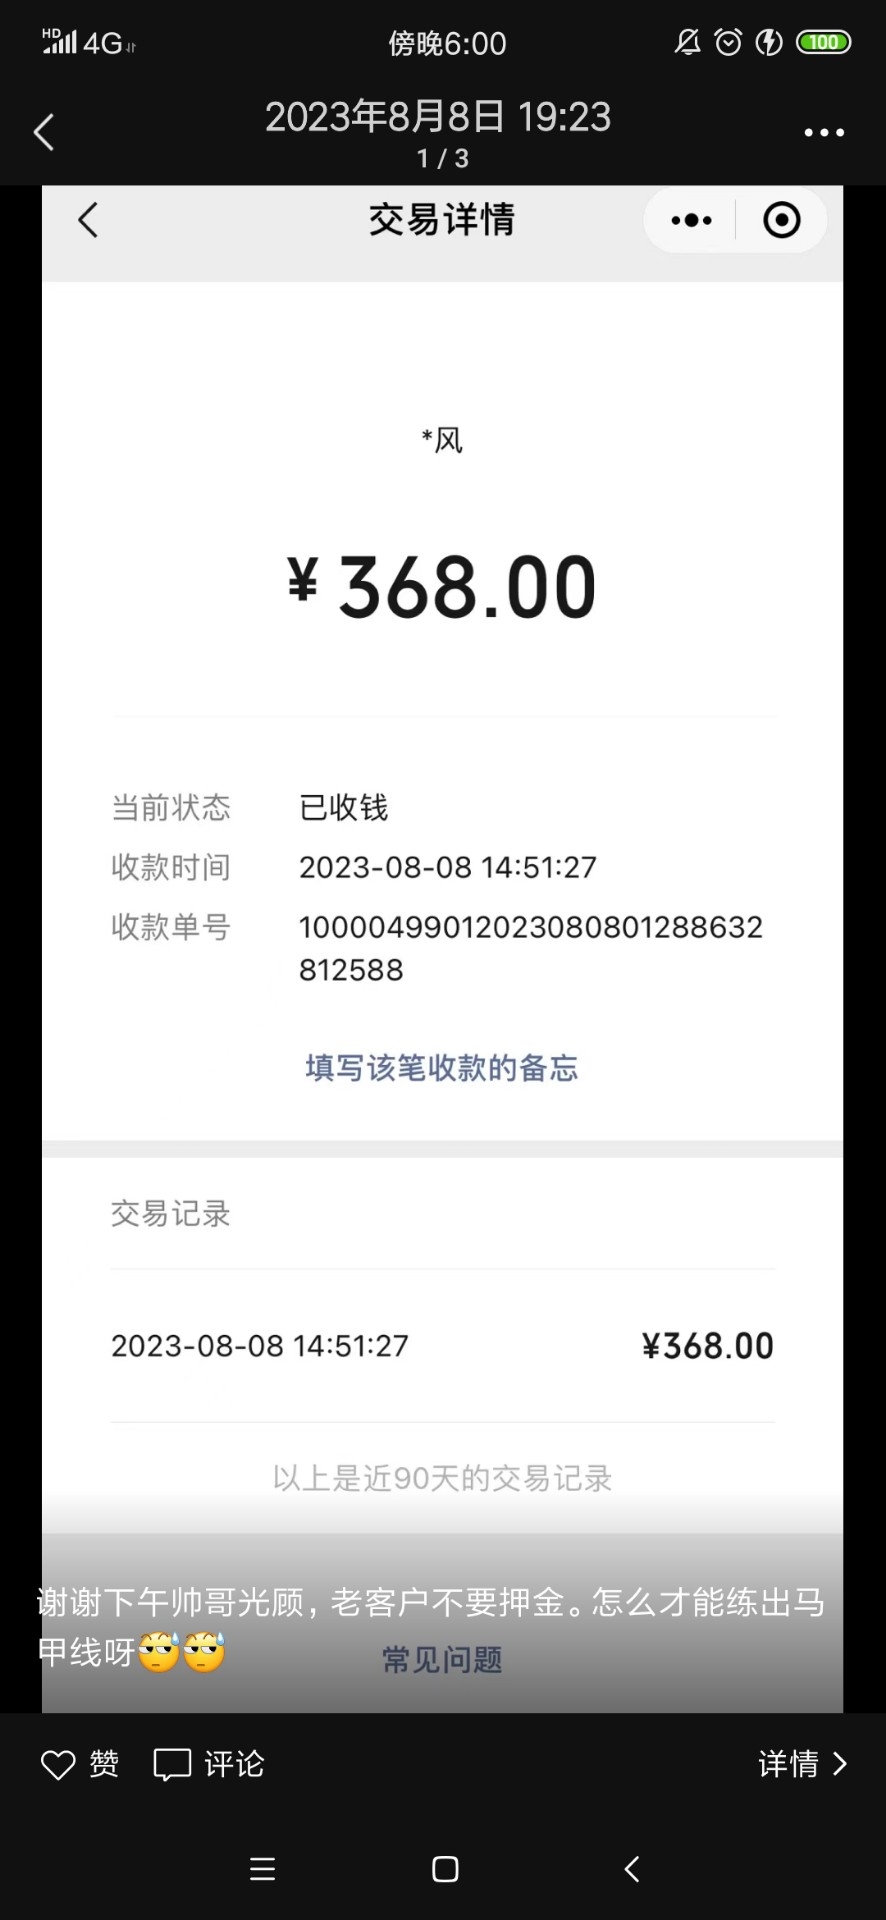 HD 4G 傍晚6:00 100
2023年8月8日 19:23
1 / 3
交易详情
*风
¥ 368.00
当前状态 已收钱
收款时间 2023-08-08 14:51:27
收款单号 1000049901202308080128863​2
812588
填写该笔收款的备忘
交易记录
2023-08-08 14:51:27 ¥368.00
以上是近90天的交易记录
谢谢下午帅哥光顾，老客户不要押金。怎么才能练出马
甲线呀
常见问题
赞 评论 详情